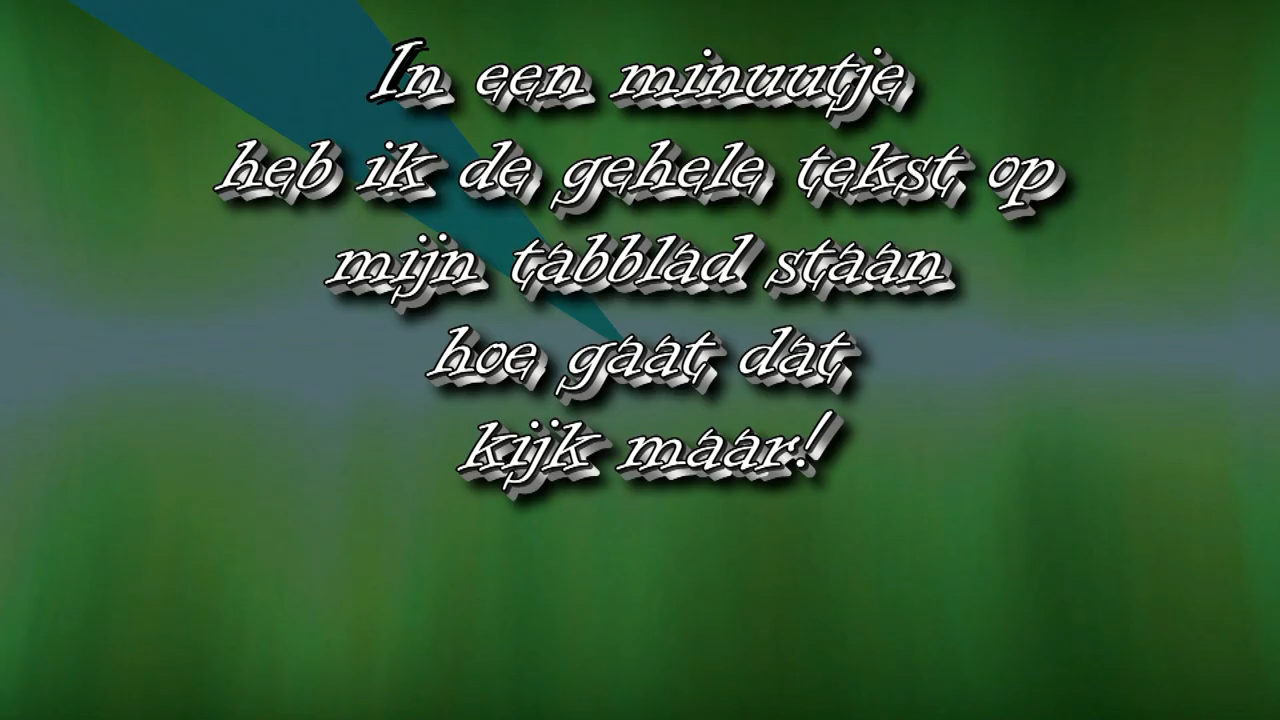 In een minuutje
heb ik de gehele tekst op
mijn tabblad staan
hoe gaat dat
kijk maar!